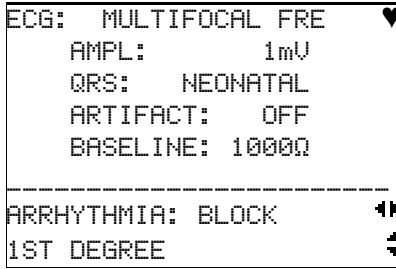 ECG: MULTIFOCAL FRE
AMPL: 1mV
QRS: NEONATAL
ARTIFACT: OFF
BASELINE: 1000Ω
ARRHYTHMIA: BLOCK
1ST DEGREE